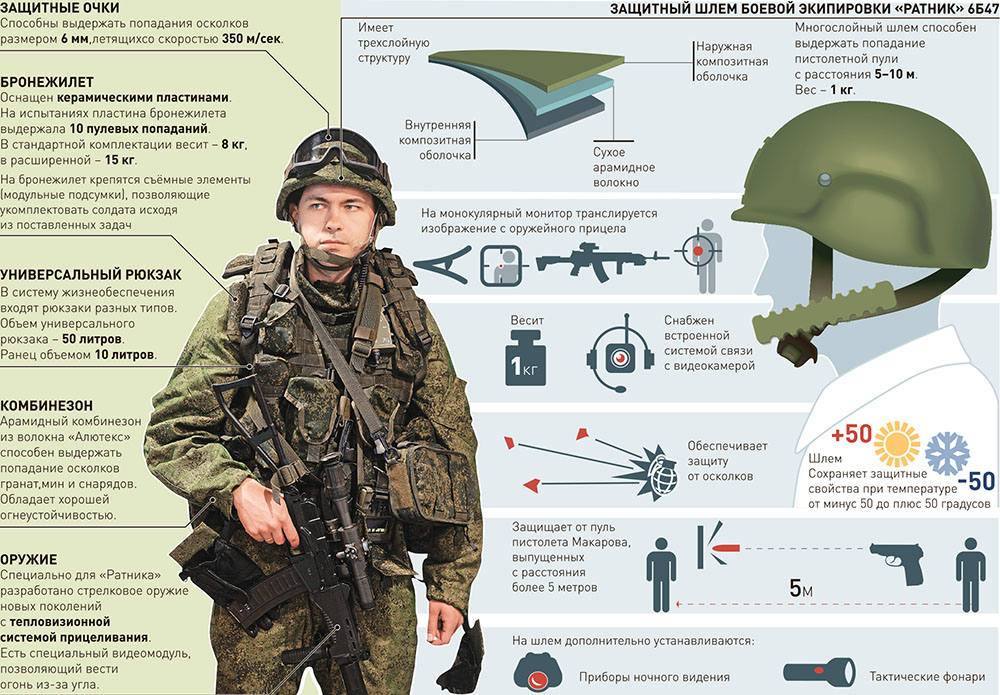 ЗАЩИТНЫЕ ОЧКИ
Способны выдержать попадания осколков
размером 6 мм,летящихсо скоростью 350 м/сек.
БРОНЕЖИЛЕТ
Оснащен керамическими пластинами.
На испытаниях пластина бронежилета
выдержала 10 пулевых попаданий.
В стандартной комплектации весит – 8 кг,
в расширенной – 15 кг.
На бронежилет крепятся съёмные элементы
(модульные подсумки), позволяющие
укомплектовать солдата исходя
из поставленных задач
УНИВЕРСАЛЬНЫЙ РЮКЗАК
В систему жизнеобеспечения
входят рюкзаки разных типов.
Объем универсального
рюкзака – 50 литров.
Ранец объемом 10 литров.
КОМБИНЕЗОН
Арамидный комбинезон
из волокна «Алютекс»
способен выдержать
попадание осколков
гранат,мин и снарядов.
Обладает хорошей
огнеустойчивостью.
ОРУЖИЕ
Специально для «Ратника»
разработано стрелковое оружие
новых поколений
с тепловизионной
системой прицеливания.
Есть специальный видеомодуль,
позволяющий вести
огонь из-за угла.
ЗАЩИТНЫЙ ШЛЕМ БОЕВОЙ ЭКИПИРОВКИ «РАТНИК» 6Б47
Имеет
трехслойную
структуру
Наружная
композитная
оболочка
Внутренняя
композитная
оболочка
Сухое
арамидное
волокно
Многослойный шлем способен
выдержать попадание
пистолетной пули
с расстояния 5–10 м.
Вес – 1 кг.
На монокулярный монитор транслируется
изображение с оружейного прицела
Весит
1 КГ
Снабжен
встроенной
системой связи
с видеокамерой
Обеспечивает
защиту
от осколков
+50
-50
Шлем
Сохраняет защитные
свойства при температуре
от минус 50 до плюс 50 градусов
Защищает от пуль
пистолета Макарова,
выпущенных
с расстояния
более 5 метров
5м
На шлем дополнительно устанавливаются:
Приборы ночного видения
Тактические фонари